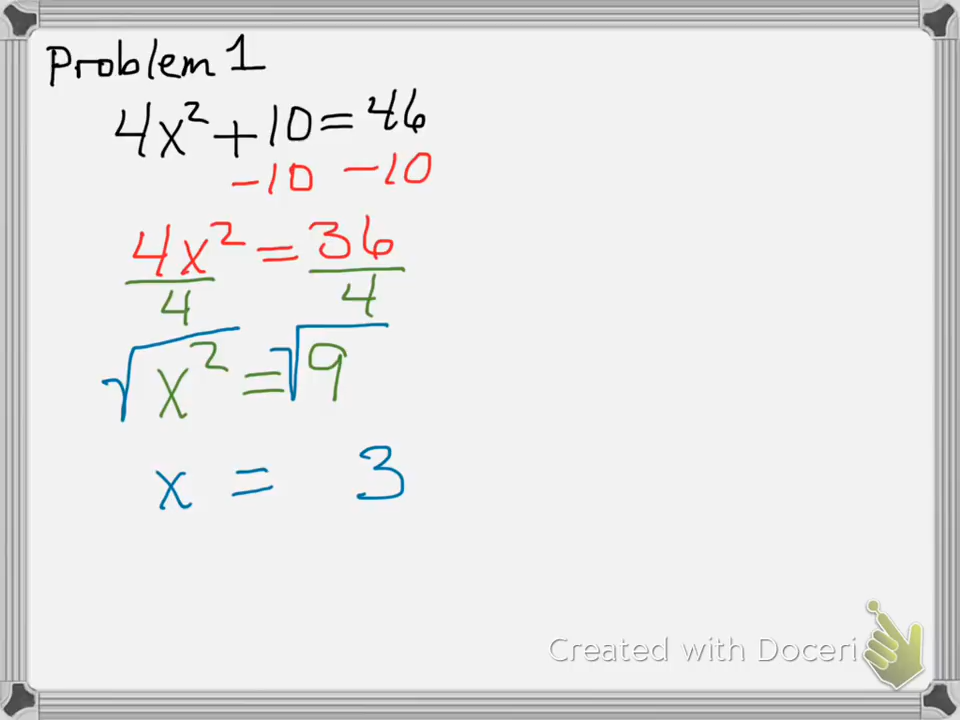 Problem 1
4x² + 10 = 46
-10 -10
4x² = 36
4 4
√x² = √9
x = 3
Created with Doceri